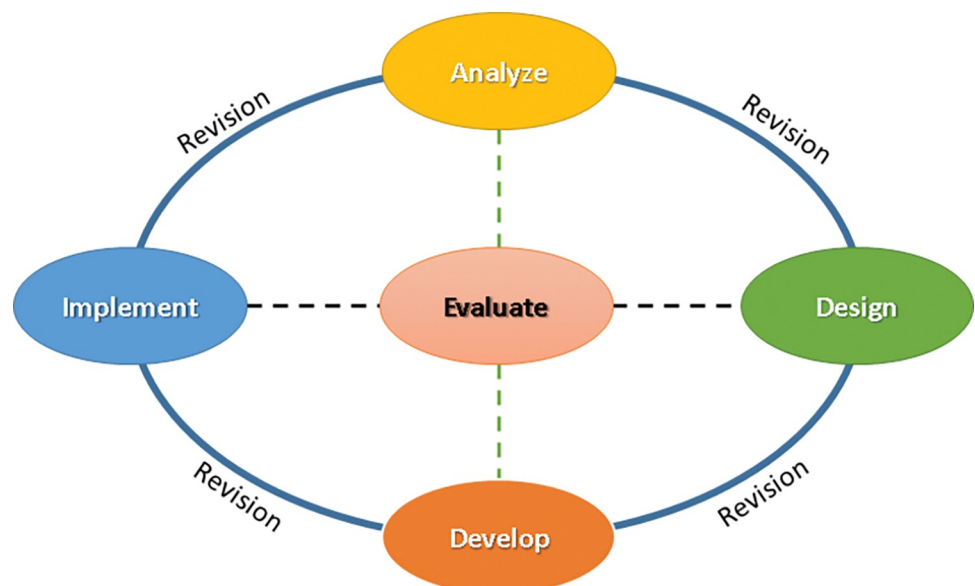 Analyze
Revision
Revision
Implement
Evaluate
Design
Revision
Revision
Develop